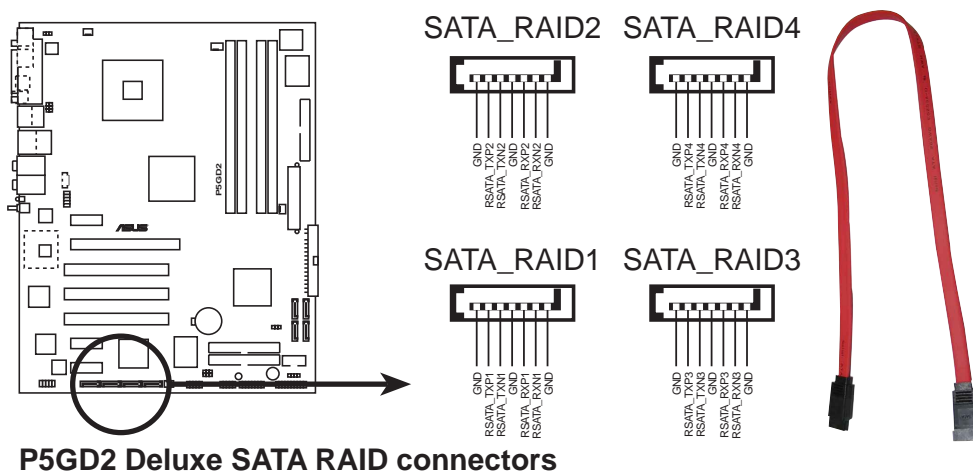 SATA_RAID2
SATA_RAID4
GND
RSATA_TXP2
RSATA_TXN2
GND
RSATA_RXP2
RSATA_RXN2
GND
GND
RSATA_TXP4
RSATA_TXN4
GND
RSATA_RXP4
RSATA_RXN4
GND
P5GD2
ASUS
SATA_RAID1
SATA_RAID3
GND
RSATA_TXP1
RSATA_TXN1
GND
RSATA_RXP1
RSATA_RXN1
GND
GND
RSATA_TXP3
RSATA_TXN3
GND
RSATA_RXP3
RSATA_RXN3
GND
P5GD2 Deluxe SATA RAID connectors